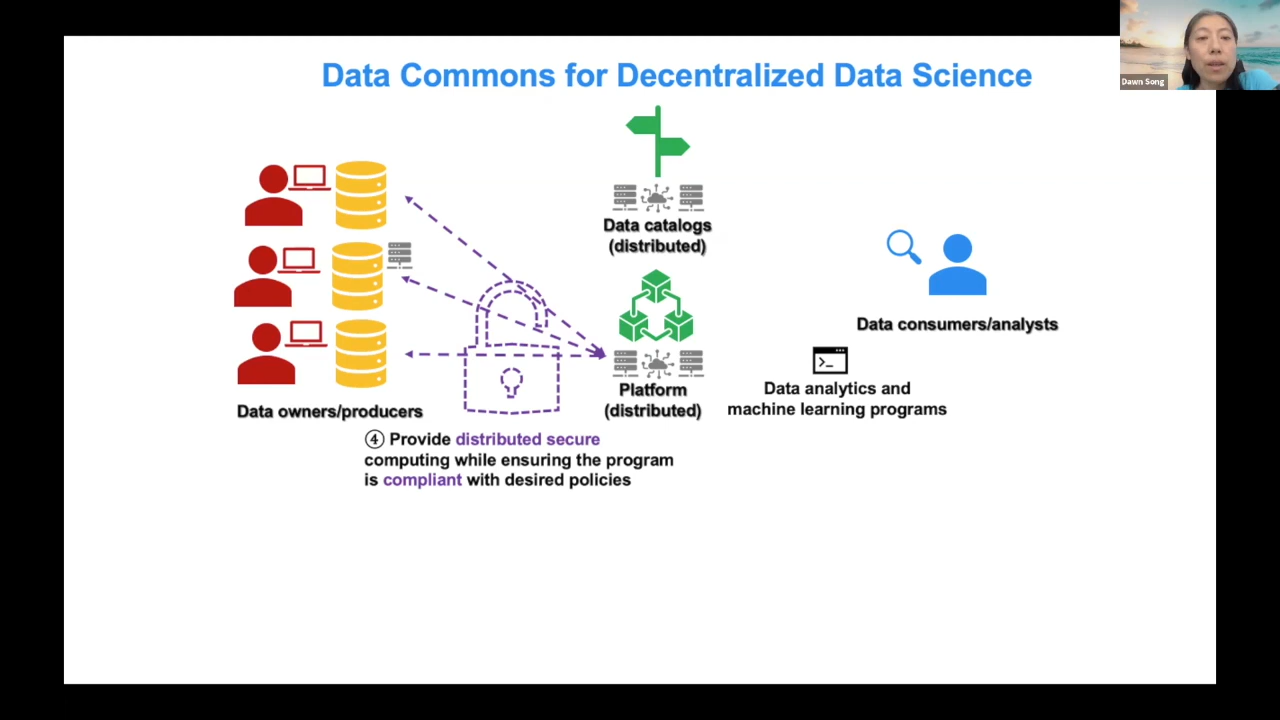 Data Commons for Decentralized Data Science
Dawn Song
Data catalogs
(distributed)
Data consumers/analysts
Platform
(distributed)
Data analytics and
machine learning programs
Data owners/producers
④ Provide distributed secure
computing while ensuring the program
is compliant with desired policies